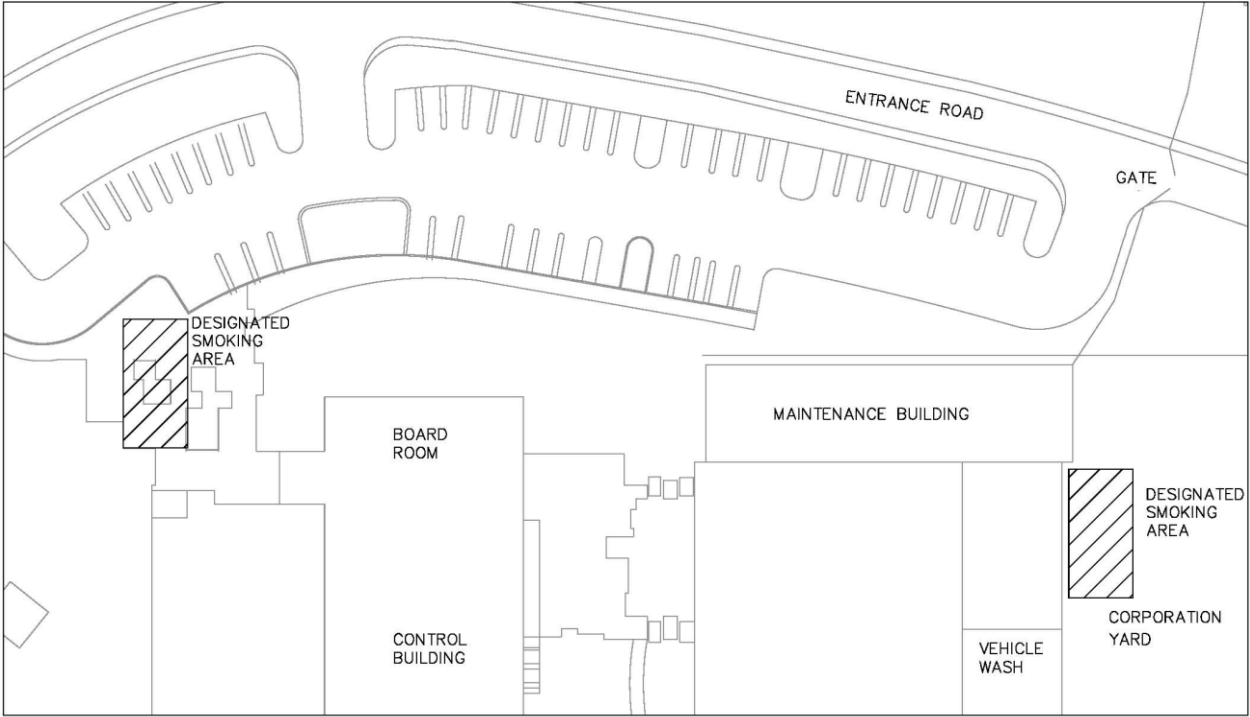 ENTRANCE ROAD
GATE
DESIGNATED
SMOKING
AREA
MAINTENANCE BUILDING
BOARD
ROOM
DESIGNATED
SMOKING
AREA
CORPORATION
YARD
CONTROL
BUILDING
VEHICLE
WASH